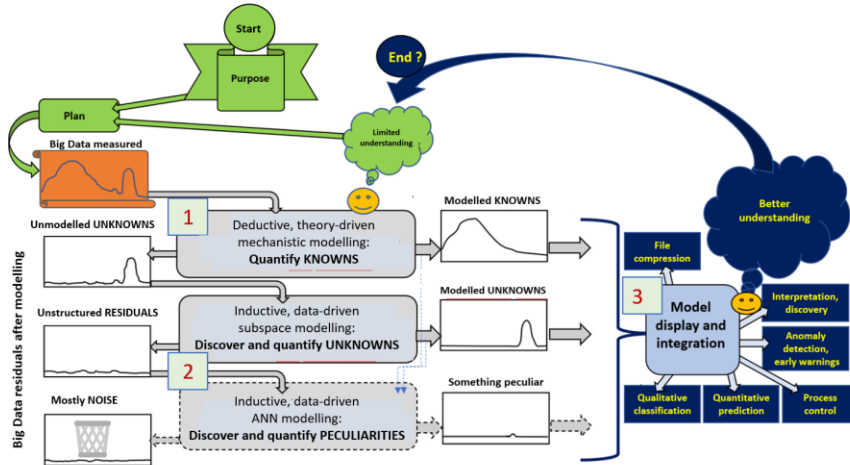 Start
Purpose
End ?
Plan
Limited
understanding
Big Data measured
1
Deductive, theory-driven
mechanistic modelling:
Quantify KNOWNS
Modelled KNOWNS
Unmodelled UNKNOWNS
Better
understanding
File
compression
Big Data residuals after modelling
Inductive, data-driven
subspace modelling:
Discover and quantify UNKNOWNS
Modelled UNKNOWNS
Unstructured RESIDUALS
3
Model
display and
integration
Interpretation,
discovery
Anomaly
detection,
early warnings
2
Inductive, data-driven
ANN modelling:
Discover and quantify PECULIARITIES
Something peculiar
Mostly NOISE
Qualitative
classification
Quantitative
prediction
Process
control